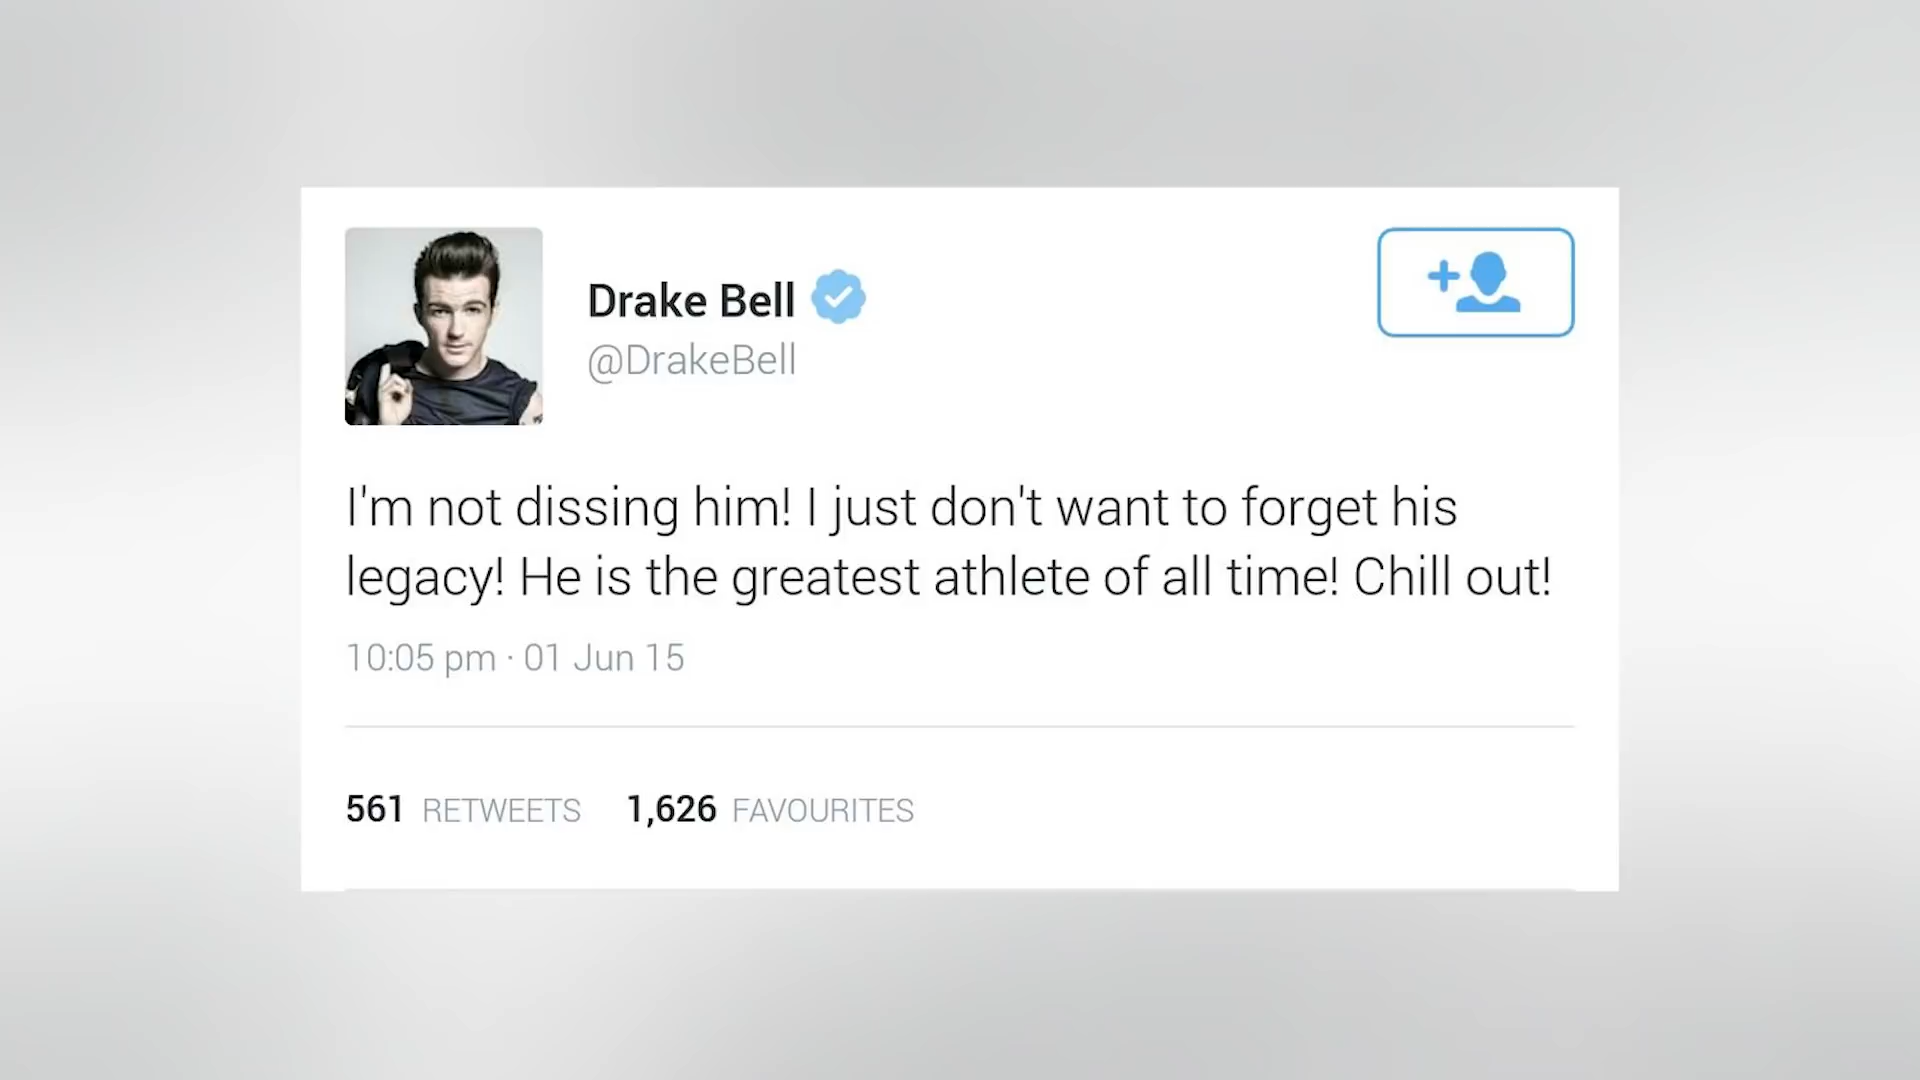 Drake Bell
@DrakeBell
I'm not dissing him! I just don't want to forget his
legacy! He is the greatest athlete of all time! Chill out!
10:05 pm · 01 Jun 15
561 RETWEETS 1,626 FAVOURITES